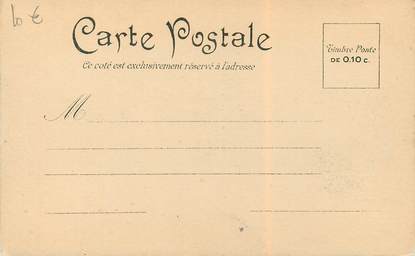 10 €
Carte Postale
Ce coté est exclusivement réservé à l'adresse
Timbre Poste
DE 0.10 c.
M